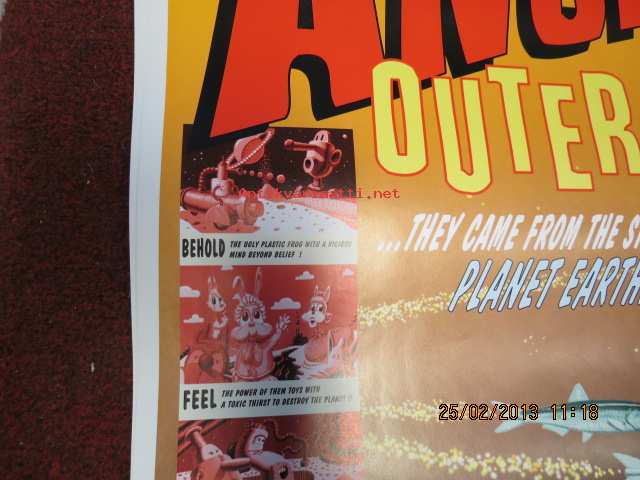 OUTER
...THEY CAME FROM THE
PLANET EARTH
BEHOLD THE UGLY PLASTIC FROG WITH A VICIOUS
MIND BEYOND BELIEF !
FEEL THE POWER OF THEM TOYS WITH
A TOXIC THIRST TO DESTROY THE PLANET !!
25/02/2013 11:18